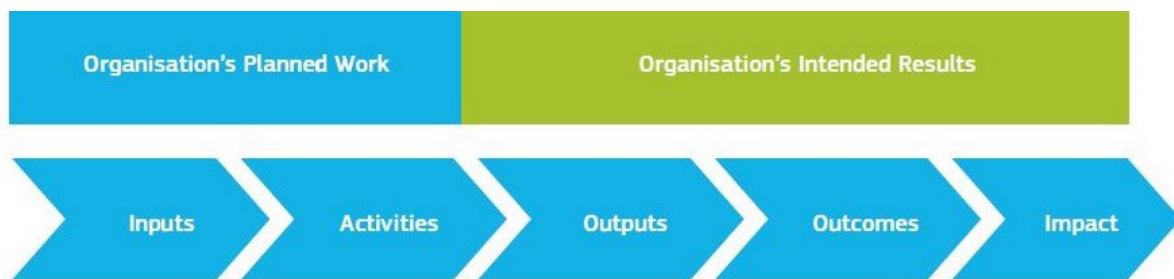 Organisation's Planned Work
Organisation's Intended Results
Inputs
Activities
Outputs
Outcomes
Impact